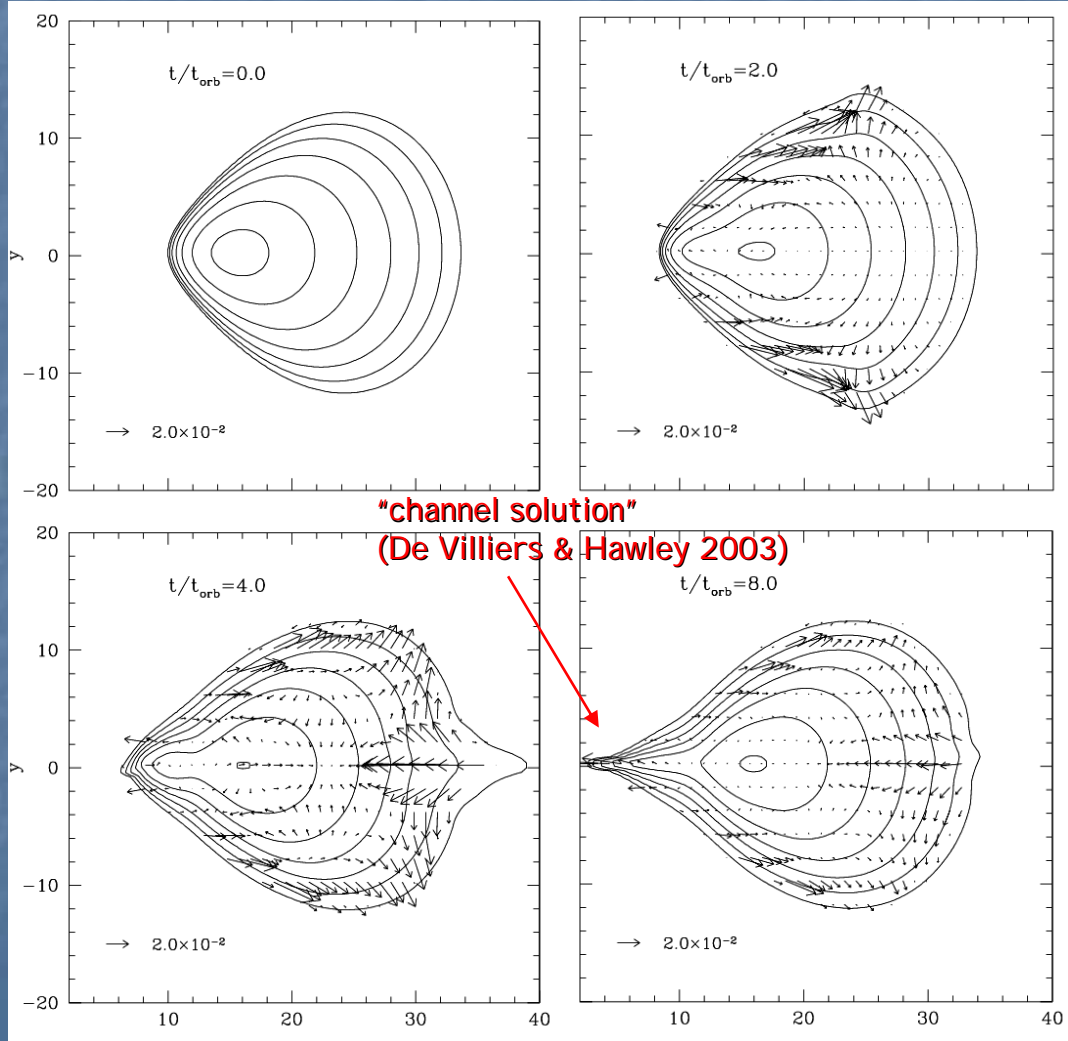 20
10
0
−10
−20
y
t/t_orb=0.0
2.0×10⁻²
t/t_orb=2.0
2.0×10⁻²
"channel solution"
(De Villiers & Hawley 2003)
20
10
0
−10
−20
y
t/t_orb=4.0
2.0×10⁻²
10
20
30
40
t/t_orb=8.0
2.0×10⁻²
10
20
30
40